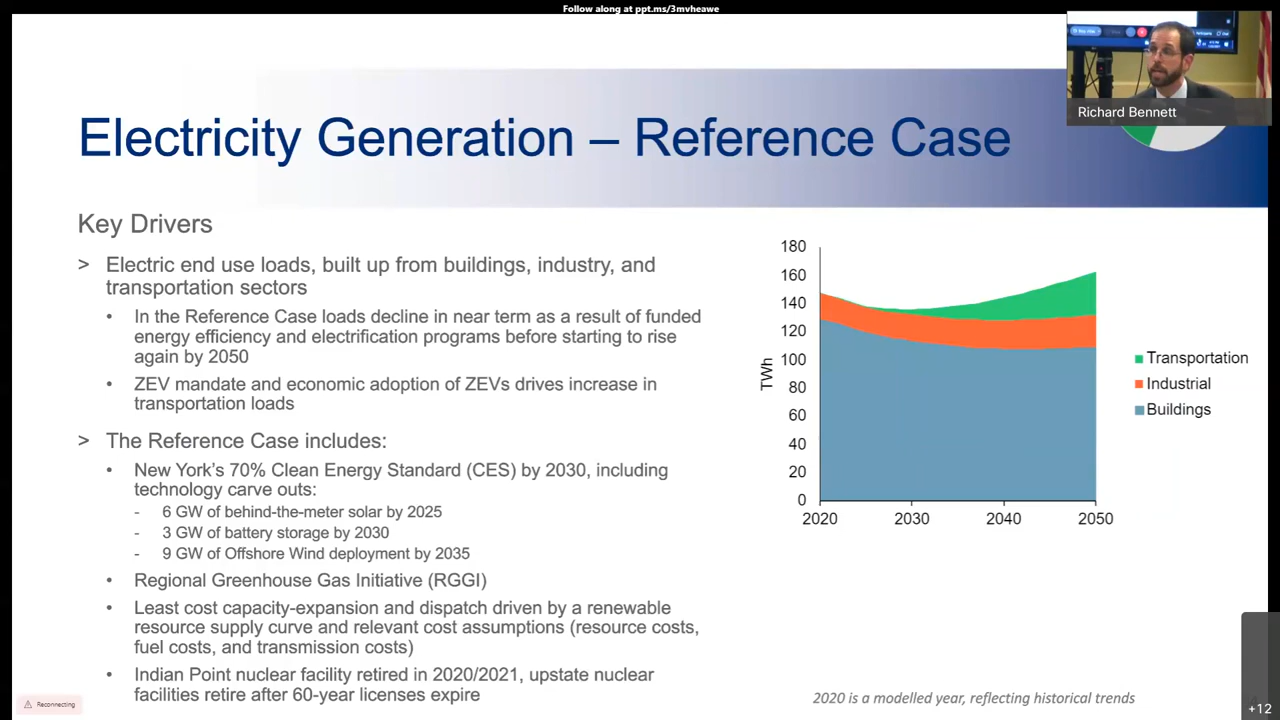 Follow along at ppt.ms/3mvheawe
Richard Bennett
Electricity Generation – Reference Case
Key Drivers
> Electric end use loads, built up from buildings, industry, and
transportation sectors
• In the Reference Case loads decline in near term as a result of funded
energy efficiency and electrification programs before starting to rise
again by 2050
• ZEV mandate and economic adoption of ZEVs drives increase in
transportation loads
> The Reference Case includes:
• New York's 70% Clean Energy Standard (CES) by 2030, including
technology carve outs:
- 6 GW of behind-the-meter solar by 2025
- 3 GW of battery storage by 2030
- 9 GW of Offshore Wind deployment by 2035
• Regional Greenhouse Gas Initiative (RGGI)
• Least cost capacity-expansion and dispatch driven by a renewable
resource supply curve and relevant cost assumptions (resource costs,
fuel costs, and transmission costs)
• Indian Point nuclear facility retired in 2020/2021, upstate nuclear
facilities retire after 60-year licenses expire
180
160
140
120
100
80
60
40
20
0
TWh
2020 2030 2040 2050
Transportation
Industrial
Buildings
2020 is a modelled year, reflecting historical trends
Reconnecting
+12